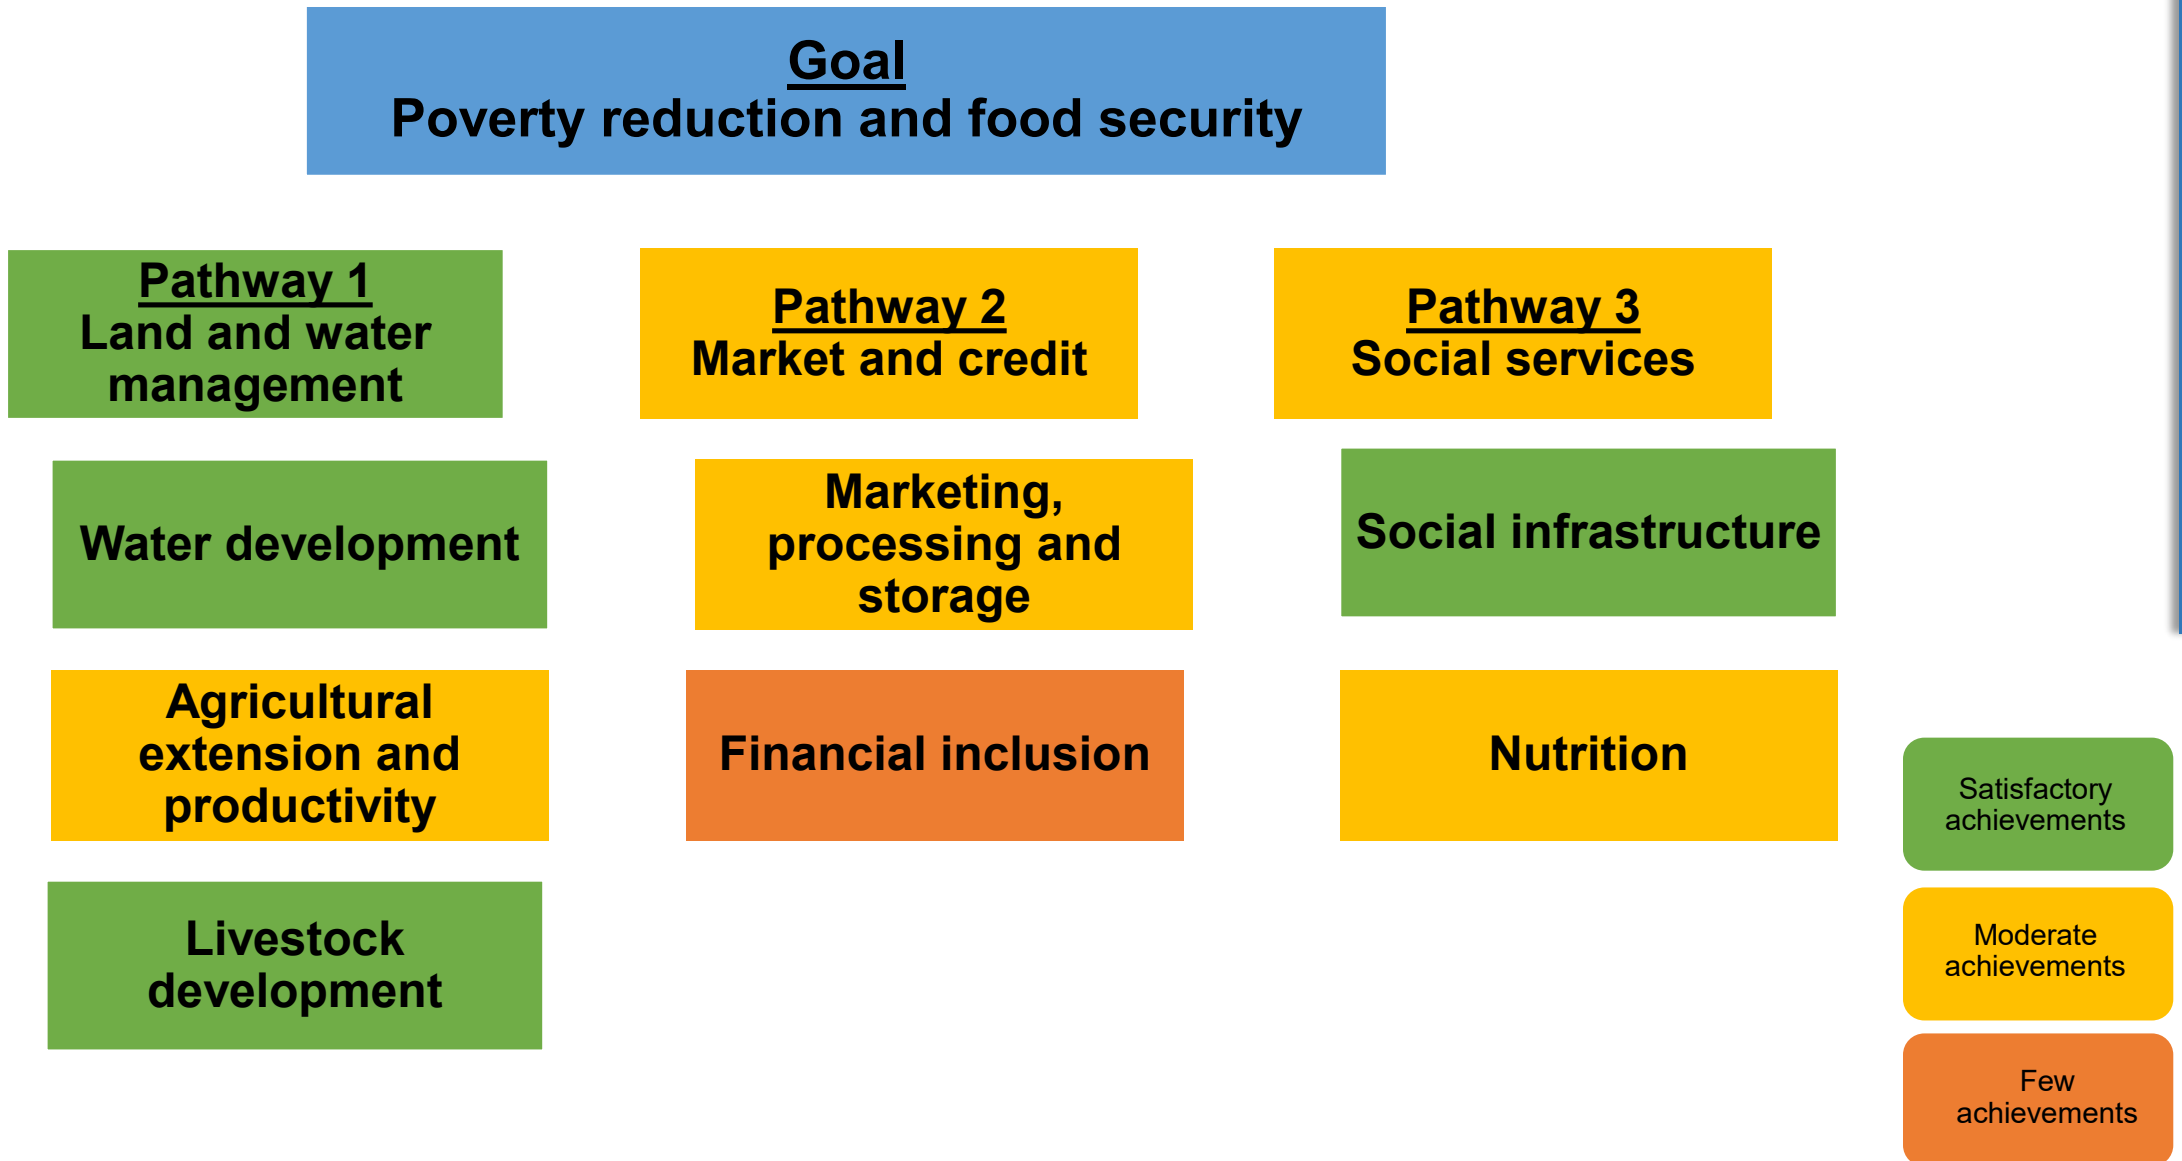 Goal
Poverty reduction and food security
Pathway 1
Land and water
management
Pathway 2
Market and credit
Pathway 3
Social services
Water development
Marketing,
processing and
storage
Social infrastructure
Agricultural
extension and
productivity
Financial inclusion
Nutrition
Livestock
development
Satisfactory
achievements
Moderate
achievements
Few
achievements